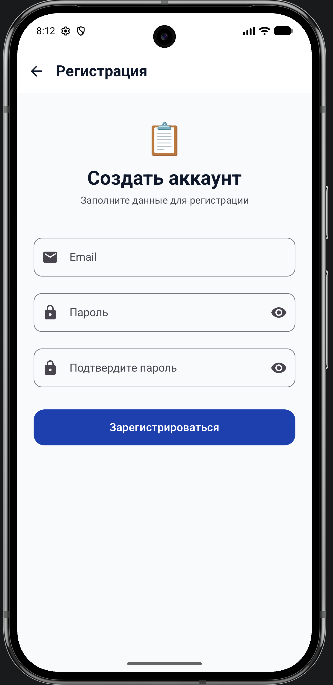 8:12
Регистрация
Создать аккаунт
Заполните данные для регистрации
Email
Пароль
Подтвердите пароль
Зарегистрироваться